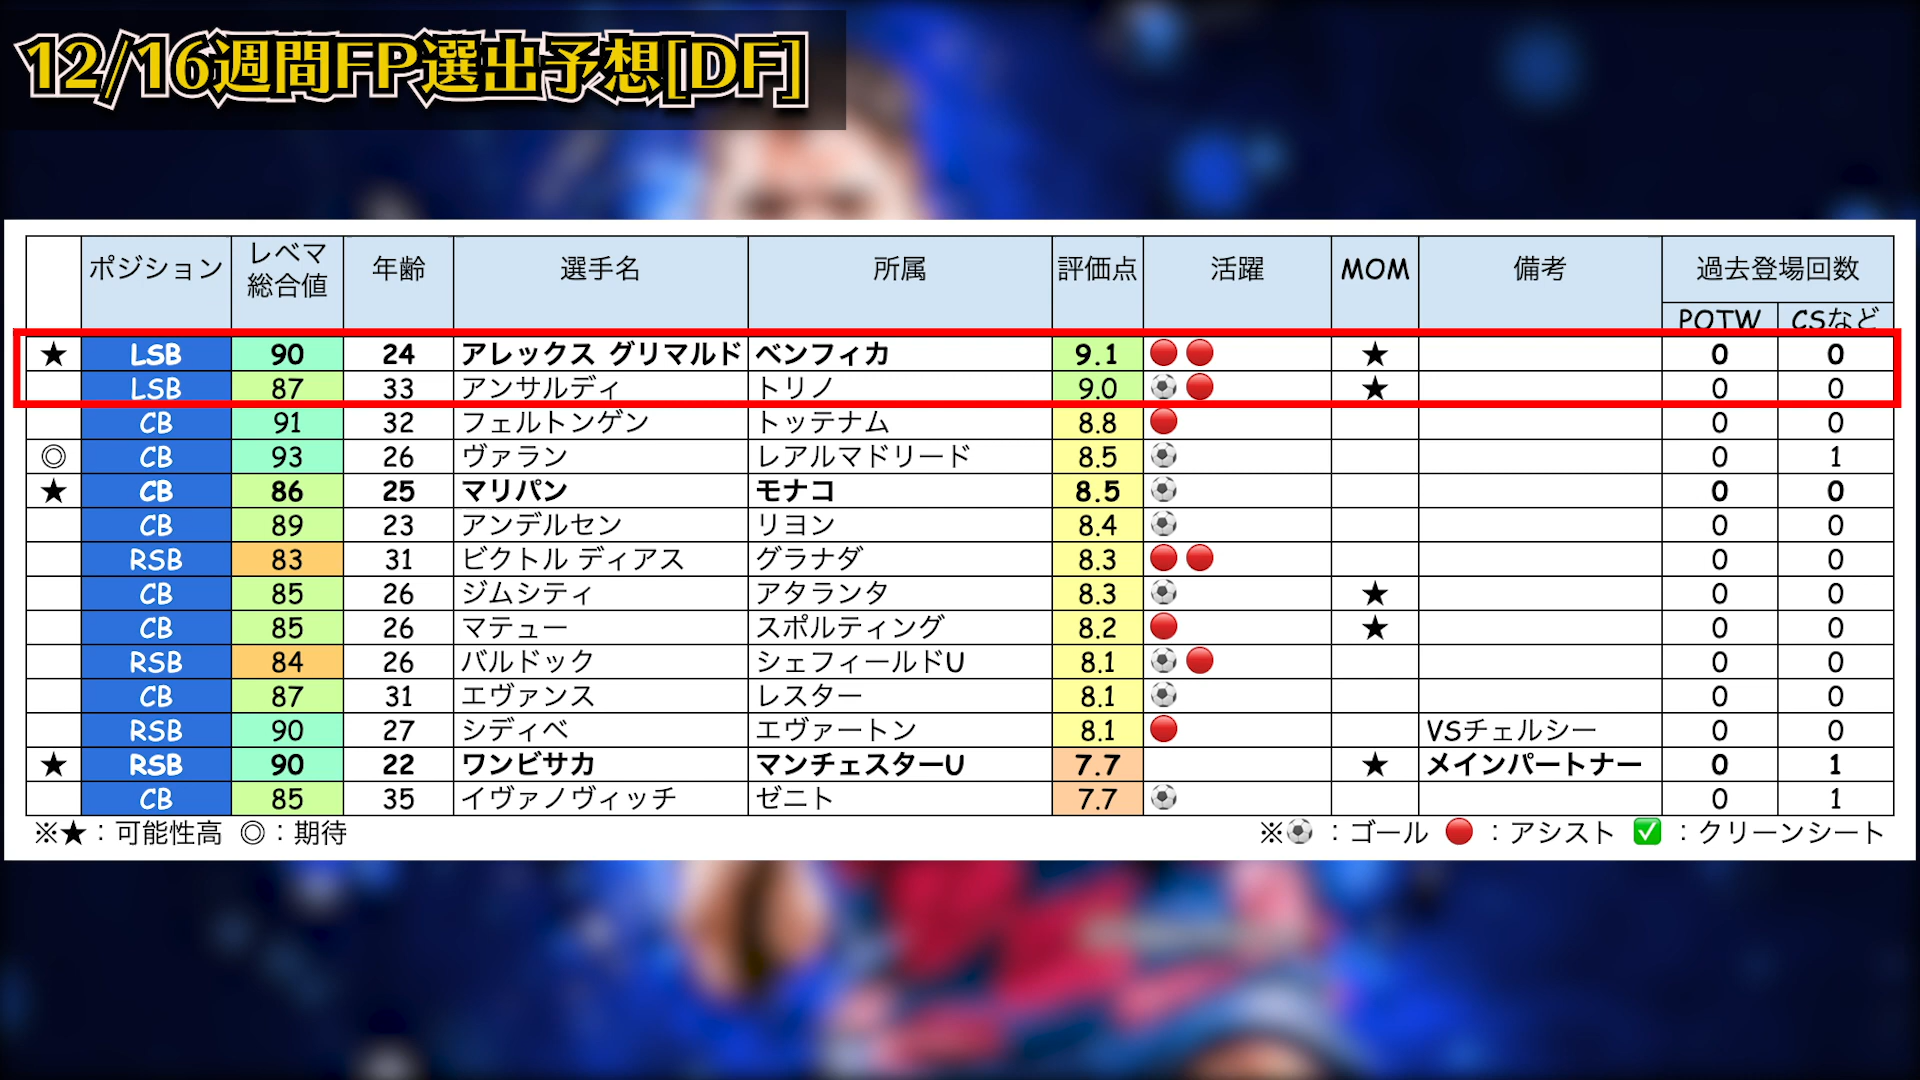 12/16週間FP選出予想[DF]
ポジション レベマ総合値 年齢 選手名 所属 評価点 活躍 MOM 備考 過去登場回数
POTW CSなど
★ LSB 90 24 アレックス グリマルド ベンフィカ 9.1 🔴 🔴 ★ 0 0
LSB 87 33 アンサルディ トリノ 9.0 ⚽ 🔴 ★ 0 0
CB 91 32 フェルトンゲン トッテナム 8.8 🔴 0 0
◎ CB 93 26 ヴァラン レアルマドリード 8.5 ⚽ 0 1
★ CB 86 25 マリパン モナコ 8.5 ⚽ 0 0
CB 89 23 アンデルセン リヨン 8.4 ⚽ 0 0
RSB 83 31 ビクトル ディアス グラナダ 8.3 🔴 🔴 0 0
CB 85 26 ジムシティ アタランタ 8.3 ⚽ ★ 0 0
CB 85 26 マテュー スポルティング 8.2 🔴 ★ 0 0
RSB 84 26 バルドック シェフィールドU 8.1 ⚽ 🔴 0 0
CB 87 31 エヴァンス レスター 8.1 ⚽ 0 0
RSB 90 27 シディベ エヴァートン 8.1 🔴 VSチェルシー 0 0
★ RSB 90 22 ワンビサカ マンチェスターU 7.7 ★ メインパートナー 0 1
CB 85 35 イヴァノヴィッチ ゼニト 7.7 ⚽ 0 1
※★：可能性高 ◎：期待 ※⚽：ゴール 🔴：アシスト ✅：クリーンシート